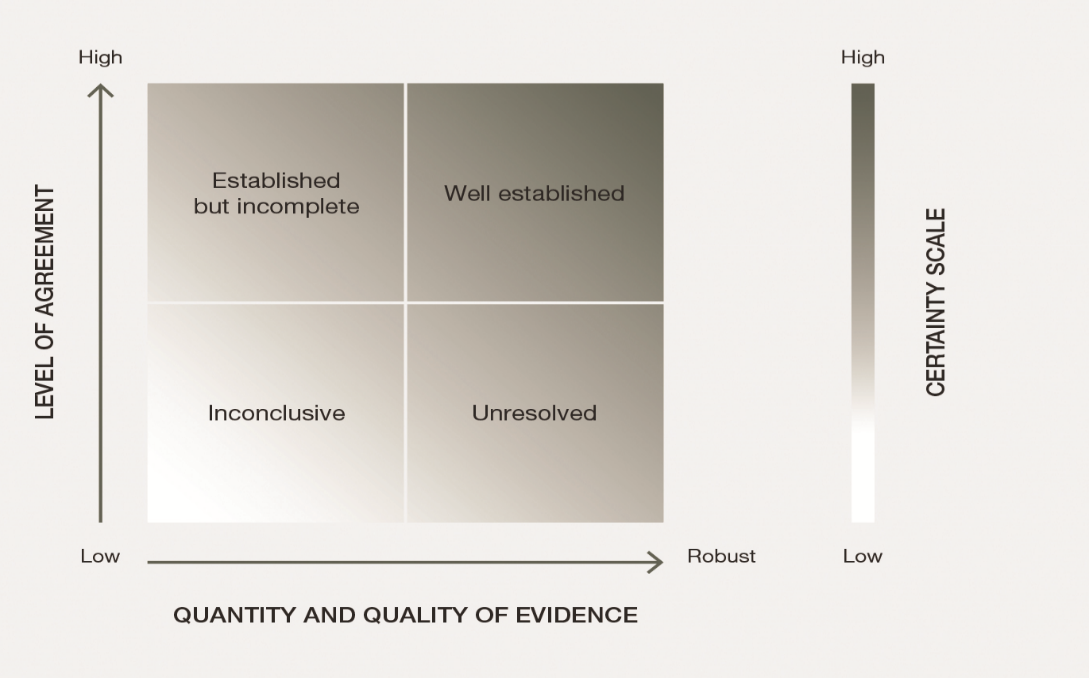 High
High
Established
but incomplete
Well established
LEVEL OF AGREEMENT
CERTAINTY SCALE
Inconclusive
Unresolved
Low
Robust
Low
QUANTITY AND QUALITY OF EVIDENCE